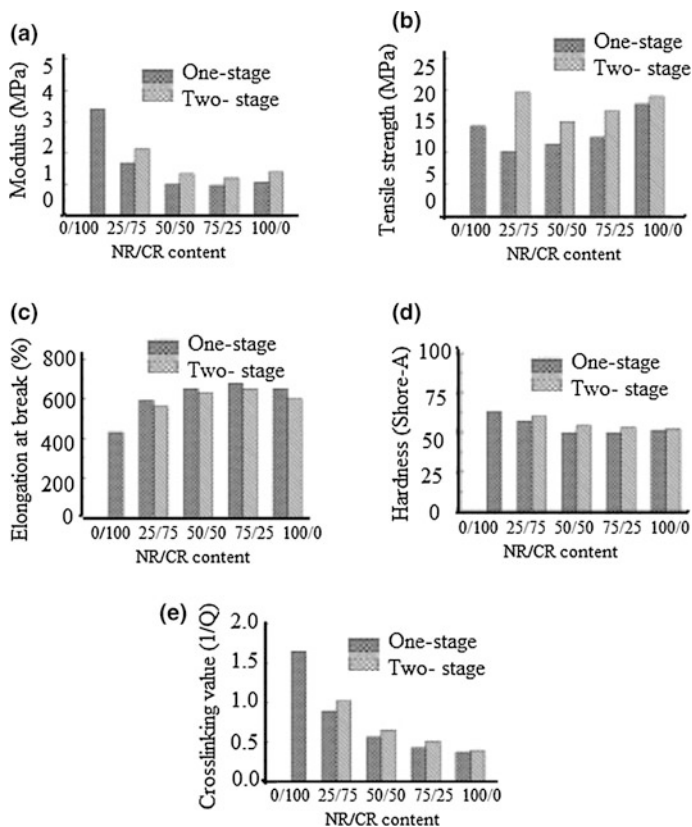 (a)
Modulus (MPa)
5
4
3
2
1
0
One-stage
Two- stage
0/100 25/75 50/50 75/25 100/0
NR/CR content
(b)
Tensile strength (MPa)
25
20
15
10
5
0
One-stage
Two- stage
0/100 25/75 50/50 75/25 100/0
NR/CR content
(c)
Elongation at break (%)
800
600
400
200
0
One-stage
Two- stage
0/100 25/75 50/50 75/25 100/0
NR/CR content
(d)
Hardness (Shore-A)
100
75
50
25
0
One-stage
Two- stage
0/100 25/75 50/50 75/25 100/0
NR/CR content
(e)
Crosslinking value (1/Q)
2.0
1.5
1.0
0.5
0.0
One-stage
Two- stage
0/100 25/75 50/50 75/25 100/0
NR/CR content